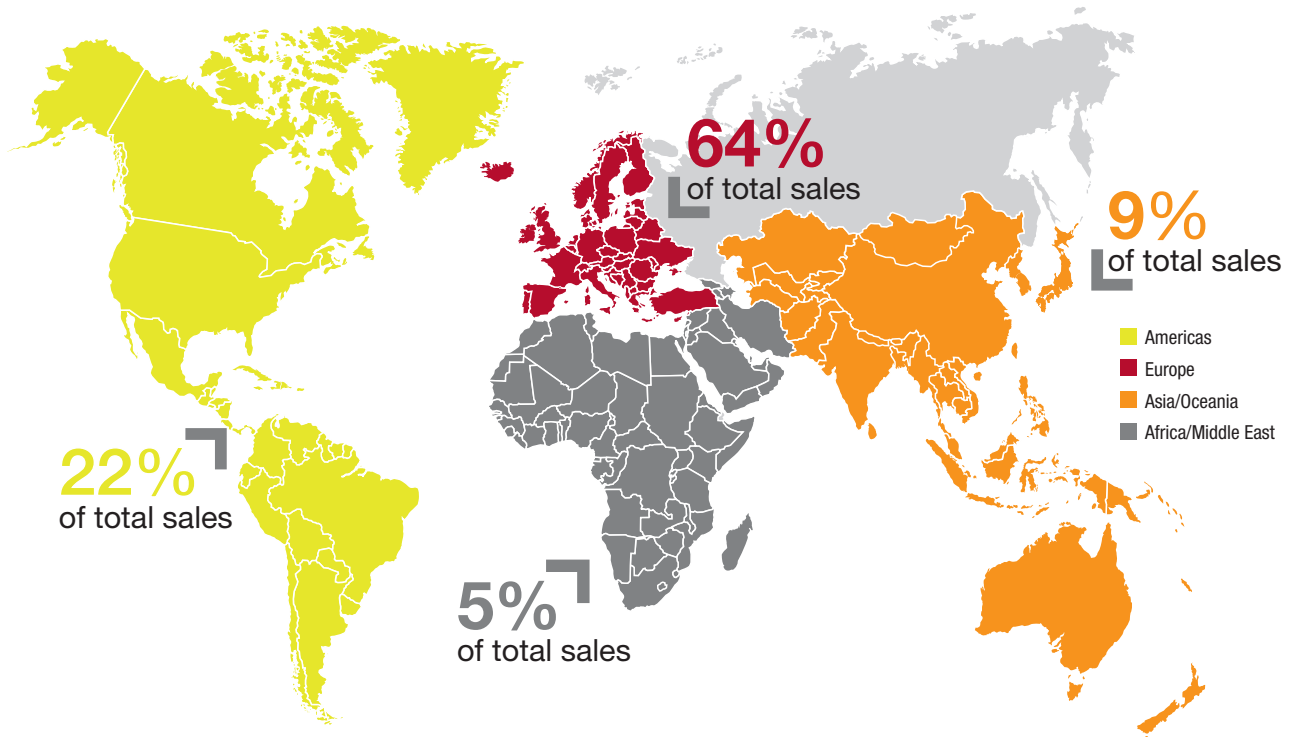 64%
of total sales
9%
of total sales
Americas
Europe
Asia/Oceania
Africa/Middle East
22%
of total sales
5%
of total sales